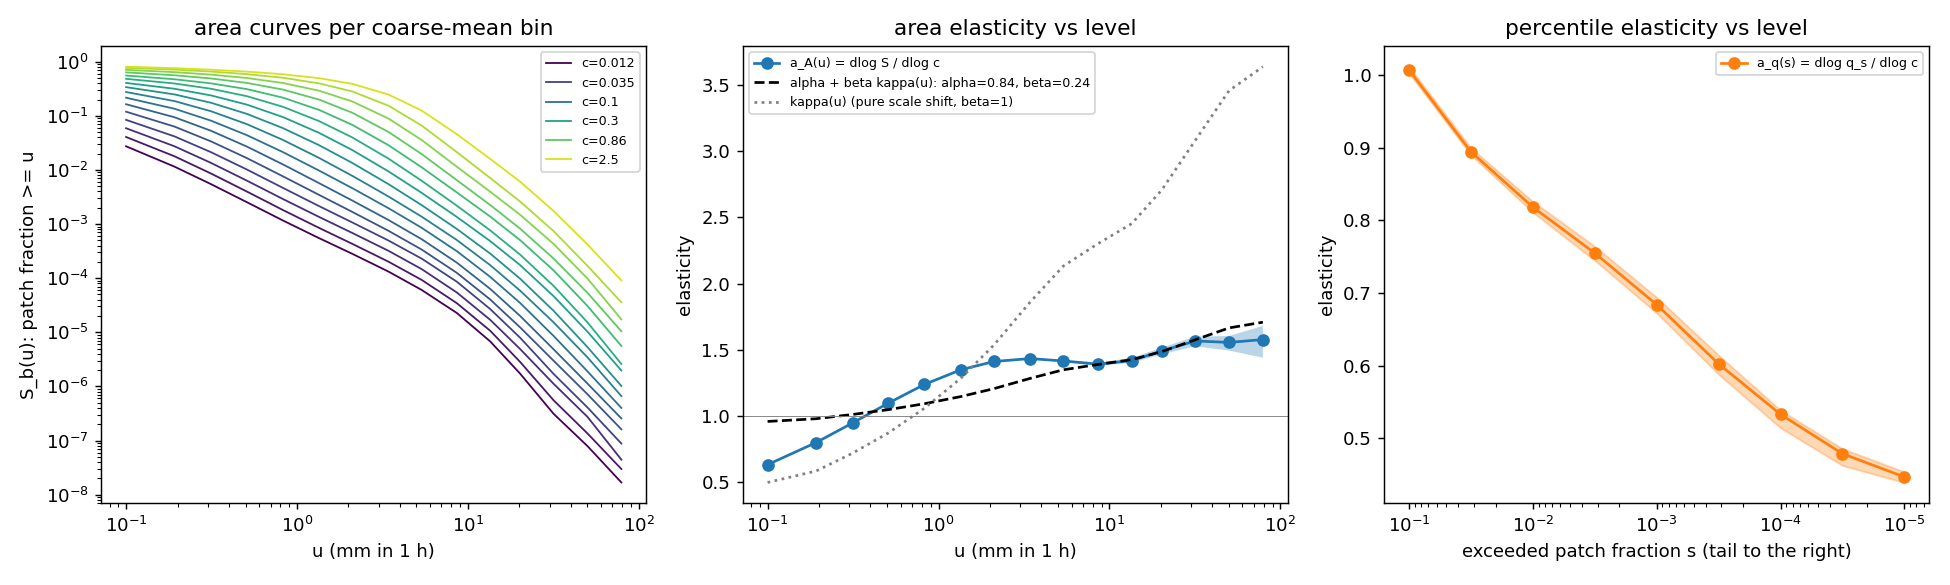 area curves per coarse-mean bin
S_b(u): patch fraction >= u
10^0
10^-1
10^-2
10^-3
10^-4
10^-5
10^-6
10^-7
10^-8
c=0.012
c=0.035
c=0.1
c=0.3
c=0.86
c=2.5
10^-1
10^0
10^1
10^2
u (mm in 1 h)
area elasticity vs level
elasticity
3.5
3.0
2.5
2.0
1.5
1.0
0.5
a_A(u) = dlog S / dlog c
alpha + beta kappa(u): alpha=0.84, beta=0.24
kappa(u) (pure scale shift, beta=1)
10^-1
10^0
10^1
10^2
u (mm in 1 h)
percentile elasticity vs level
elasticity
1.0
0.9
0.8
0.7
0.6
0.5
a_q(s) = dlog q_s / dlog c
10^-1
10^-2
10^-3
10^-4
10^-5
exceeded patch fraction s (tail to the right)